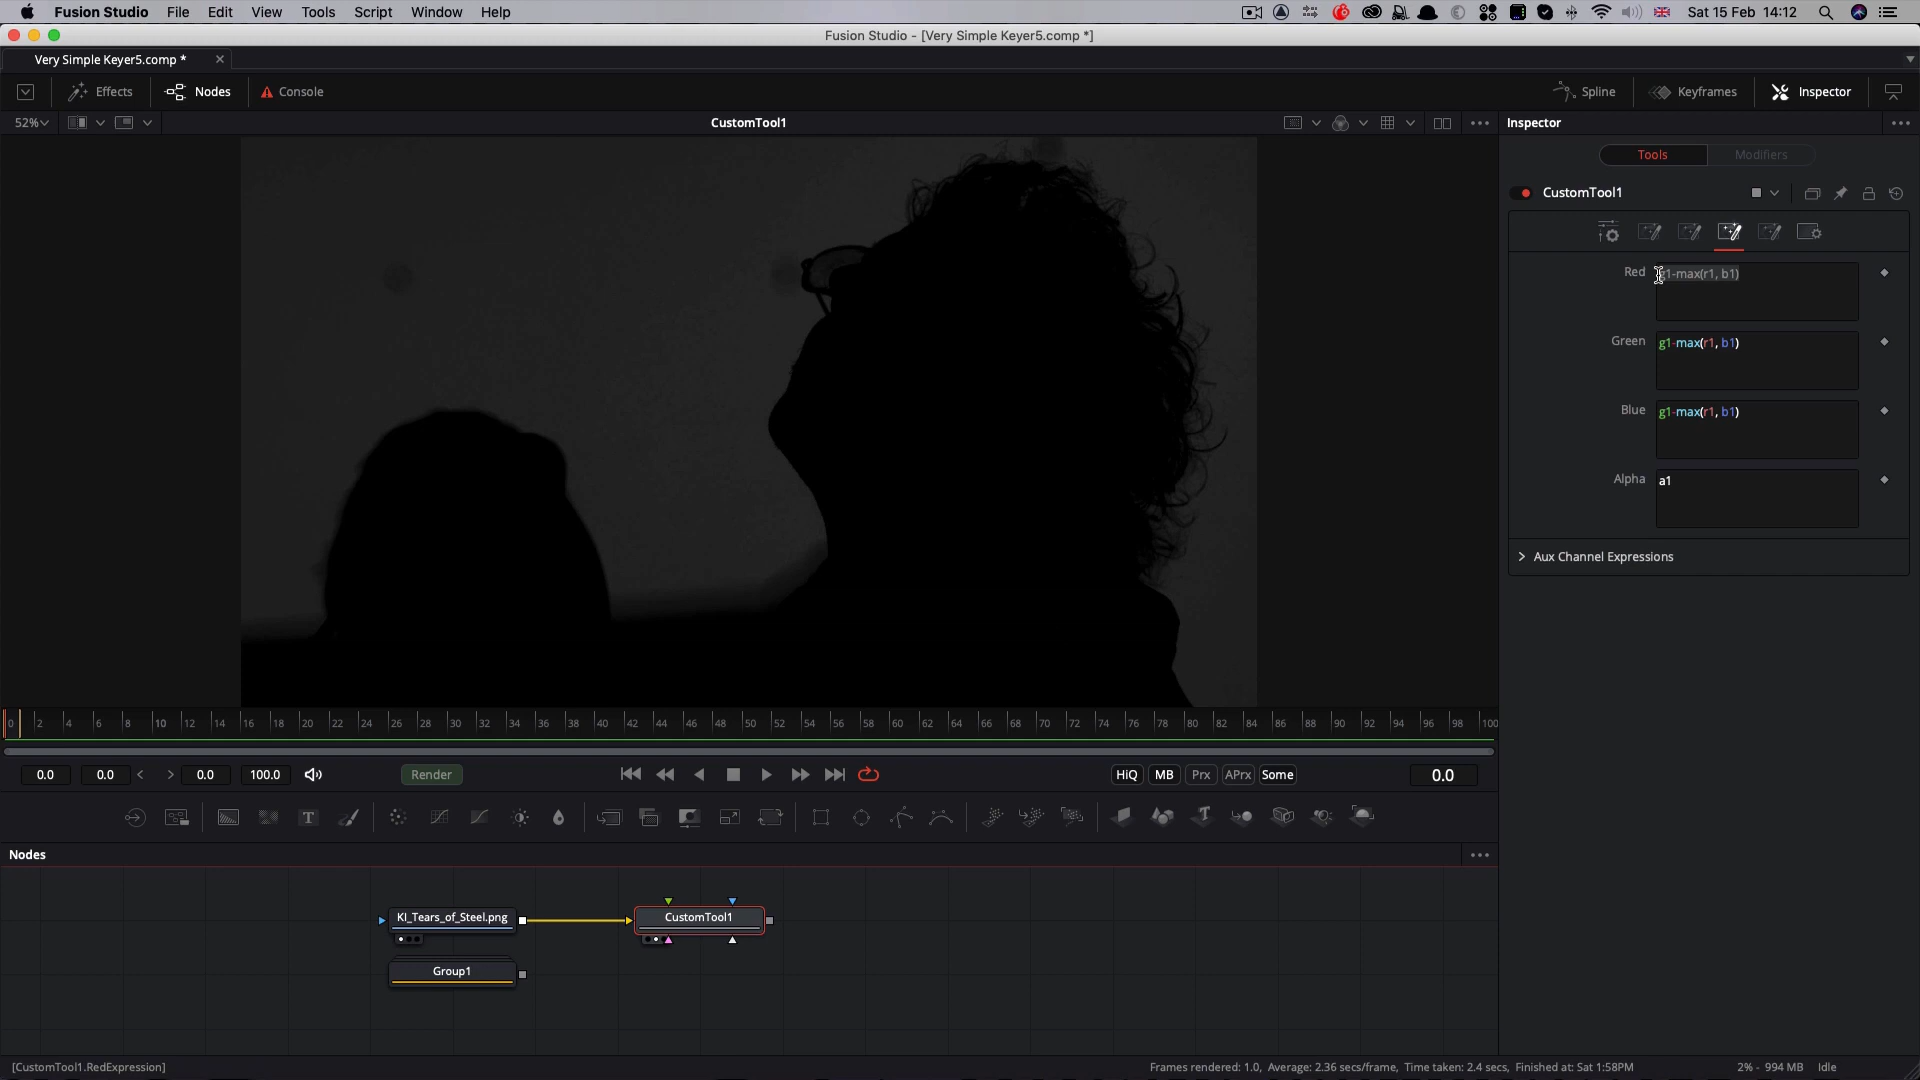 Fusion Studio File Edit View Tools Script Window Help Sat 15 Feb 14:12
Fusion Studio - [Very Simple Keyer5.comp *]
Very Simple Keyer5.comp *
Effects Nodes Console Spline Keyframes Inspector
52% CustomTool1 Inspector
Tools Modifiers
CustomTool1
Red g1-max(r1, b1)
Green g1-max(r1, b1)
Blue g1-max(r1, b1)
Alpha a1
Aux Channel Expressions
0 2 4 6 8 10 12 14 16 18 20 22 24 26 28 30 32 34 36 38 40 42 44 46 48 50 52 54 56 58 60 62 64 66 68 70 72 74 76 78 80 82 84 86 88 90 92 94 96 98 100
0.0 0.0 0.0 100.0 Render HiQ MB Prx APrx Some 0.0
Nodes
KI_Tears_of_Steel.png CustomTool1
Group1
[CustomTool1.RedExpression] Frames rendered: 1.0, Average: 2.36 secs/frame, Time taken: 2.4 secs, Finished at: Sat 1:58PM 2% - 994 MB Idle